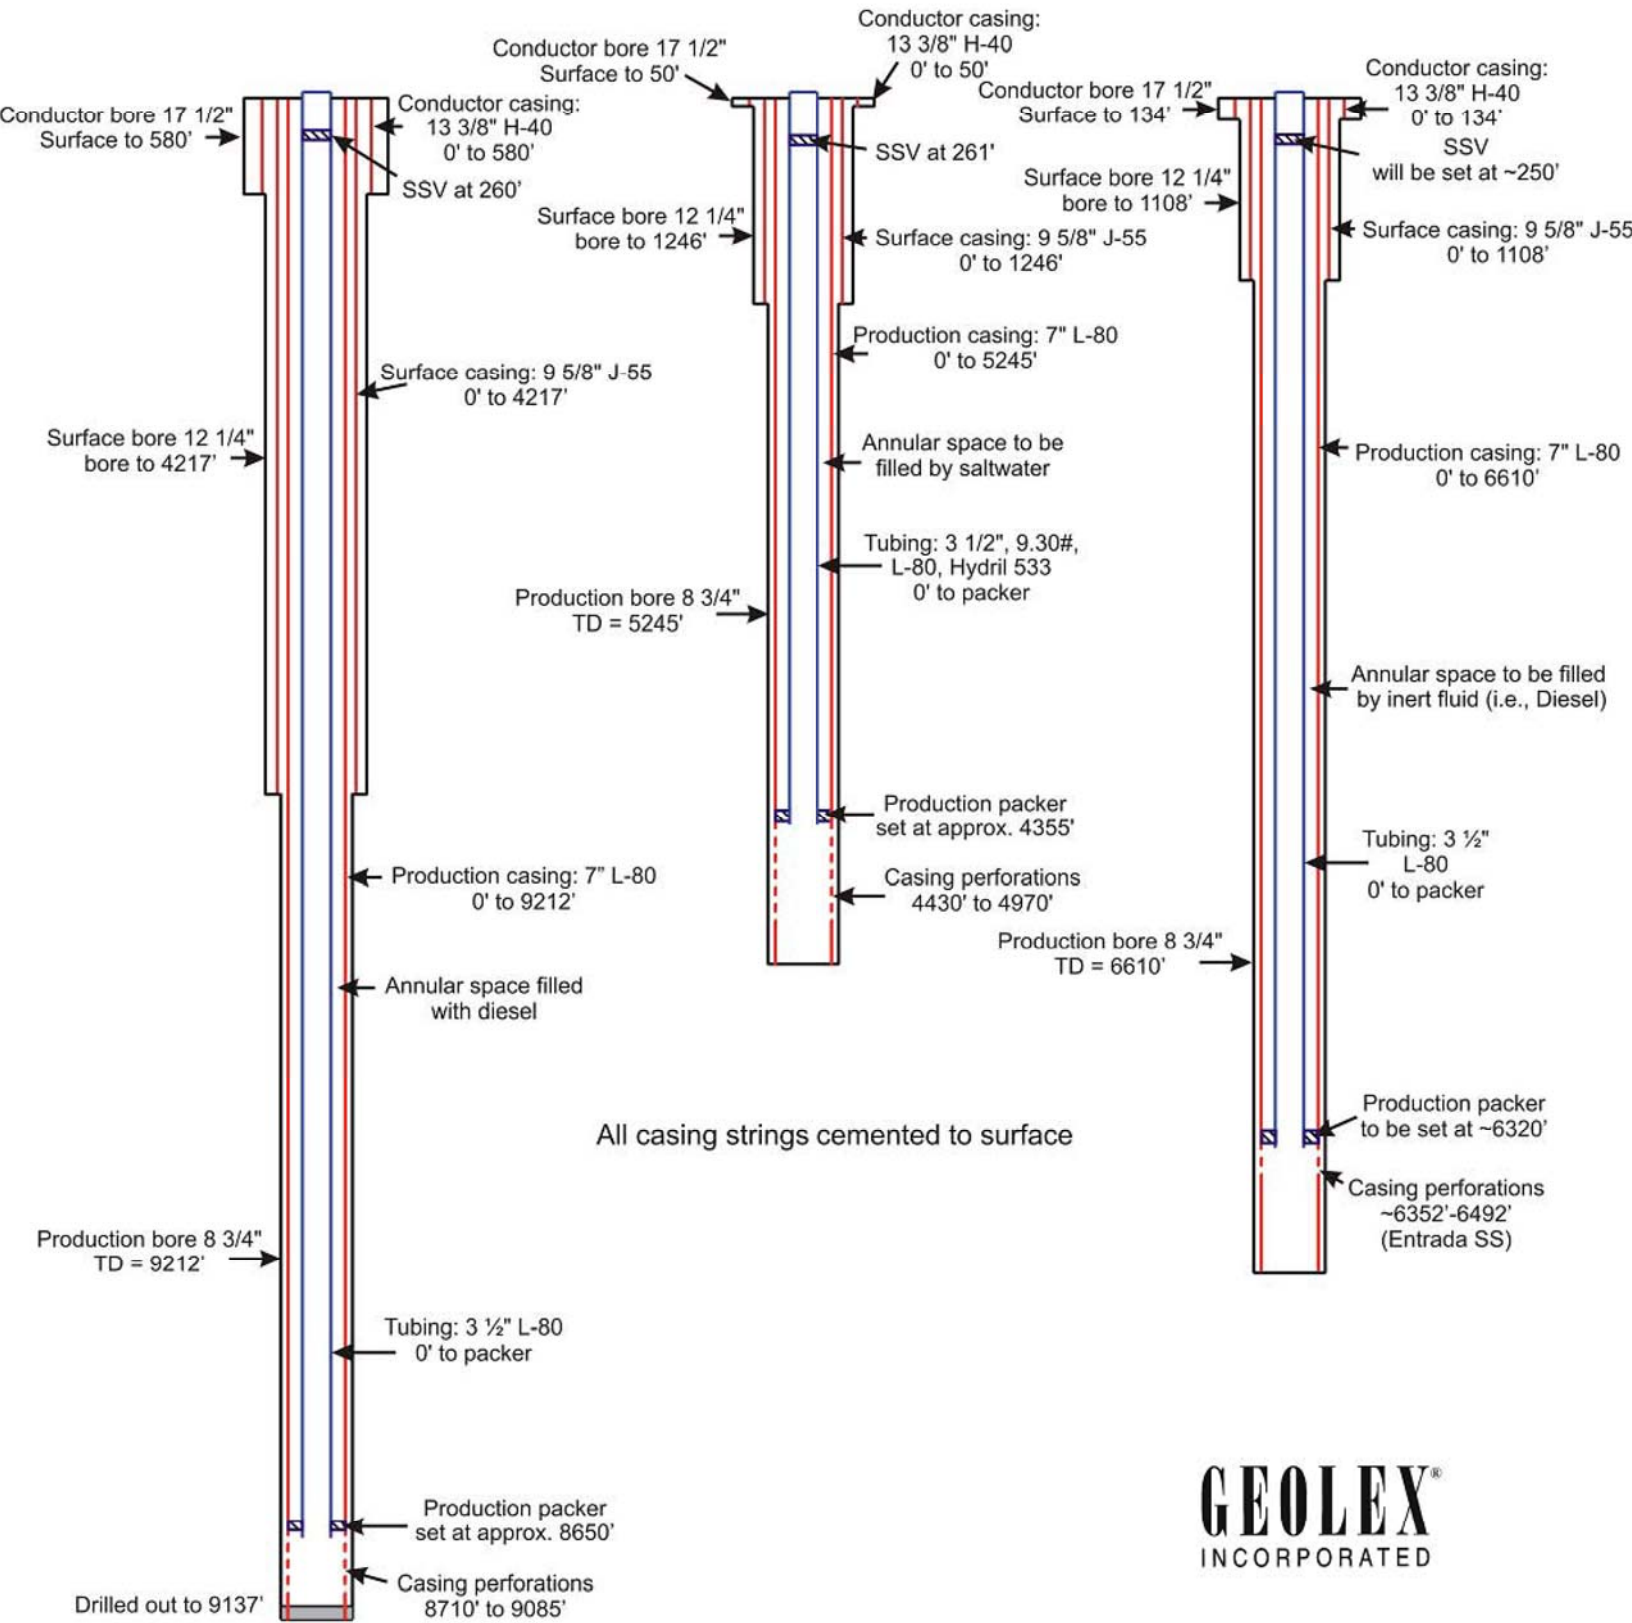 Conductor bore 17 1/2"
Surface to 580'
Conductor casing:
13 3/8" H-40
0' to 580'
SSV at 260'
Surface casing: 9 5/8" J-55
0' to 4217'
Surface bore 12 1/4"
bore to 4217'
Production casing: 7" L-80
0' to 9212'
Annular space filled
with diesel
Production bore 8 3/4"
TD = 9212'
Tubing: 3 ½" L-80
0' to packer
Production packer
set at approx. 8650'
Casing perforations
8710' to 9085'
Drilled out to 9137'
Conductor bore 17 1/2"
Surface to 50'
Conductor casing:
13 3/8" H-40
0' to 50'
SSV at 261'
Surface bore 12 1/4"
bore to 1246'
Surface casing: 9 5/8" J-55
0' to 1246'
Production casing: 7" L-80
0' to 5245'
Annular space to be
filled by saltwater
Tubing: 3 1/2", 9.30#,
L-80, Hydril 533
0' to packer
Production bore 8 3/4"
TD = 5245'
Production packer
set at approx. 4355'
Casing perforations
4430' to 4970'
All casing strings cemented to surface
Conductor bore 17 1/2"
Surface to 134'
Conductor casing:
13 3/8" H-40
0' to 134'
SSV
will be set at ~250'
Surface bore 12 1/4"
bore to 1108'
Surface casing: 9 5/8" J-55
0' to 1108'
Production casing: 7" L-80
0' to 6610'
Annular space to be filled
by inert fluid (i.e., Diesel)
Tubing: 3 ½"
L-80
0' to packer
Production bore 8 3/4"
TD = 6610'
Production packer
to be set at ~6320'
Casing perforations
~6352'-6492'
(Entrada SS)
GEOLEX®
INCORPORATED